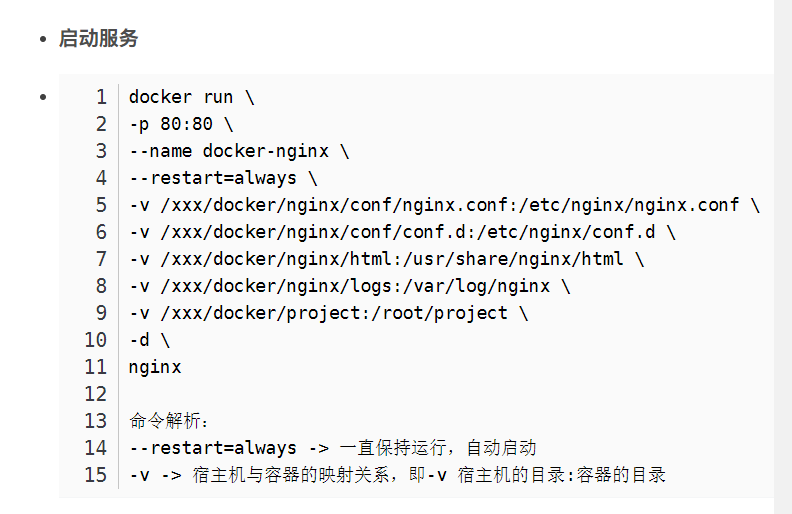 启动服务
1 docker run \
2 -p 80:80 \
3 --name docker-nginx \
4 --restart=always \
5 -v /xxx/docker/nginx/conf/nginx.conf:/etc/nginx/nginx.conf \
6 -v /xxx/docker/nginx/conf/conf.d:/etc/nginx/conf.d \
7 -v /xxx/docker/nginx/html:/usr/share/nginx/html \
8 -v /xxx/docker/nginx/logs:/var/log/nginx \
9 -v /xxx/docker/project:/root/project \
10 -d \
11 nginx
12
13 命令解析：
14 --restart=always -> 一直保持运行，自动启动
15 -v -> 宿主机与容器的映射关系，即-v 宿主机的目录:容器的目录